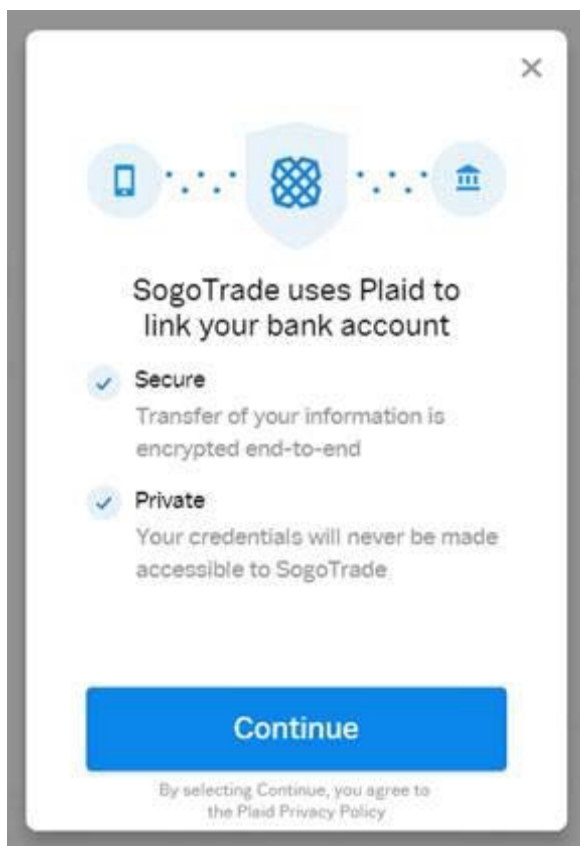 SogoTrade uses Plaid to
link your bank account
Secure
Transfer of your information is
encrypted end-to-end
Private
Your credentials will never be made
accessible to SogoTrade
Continue
By selecting Continue, you agree to
the Plaid Privacy Policy